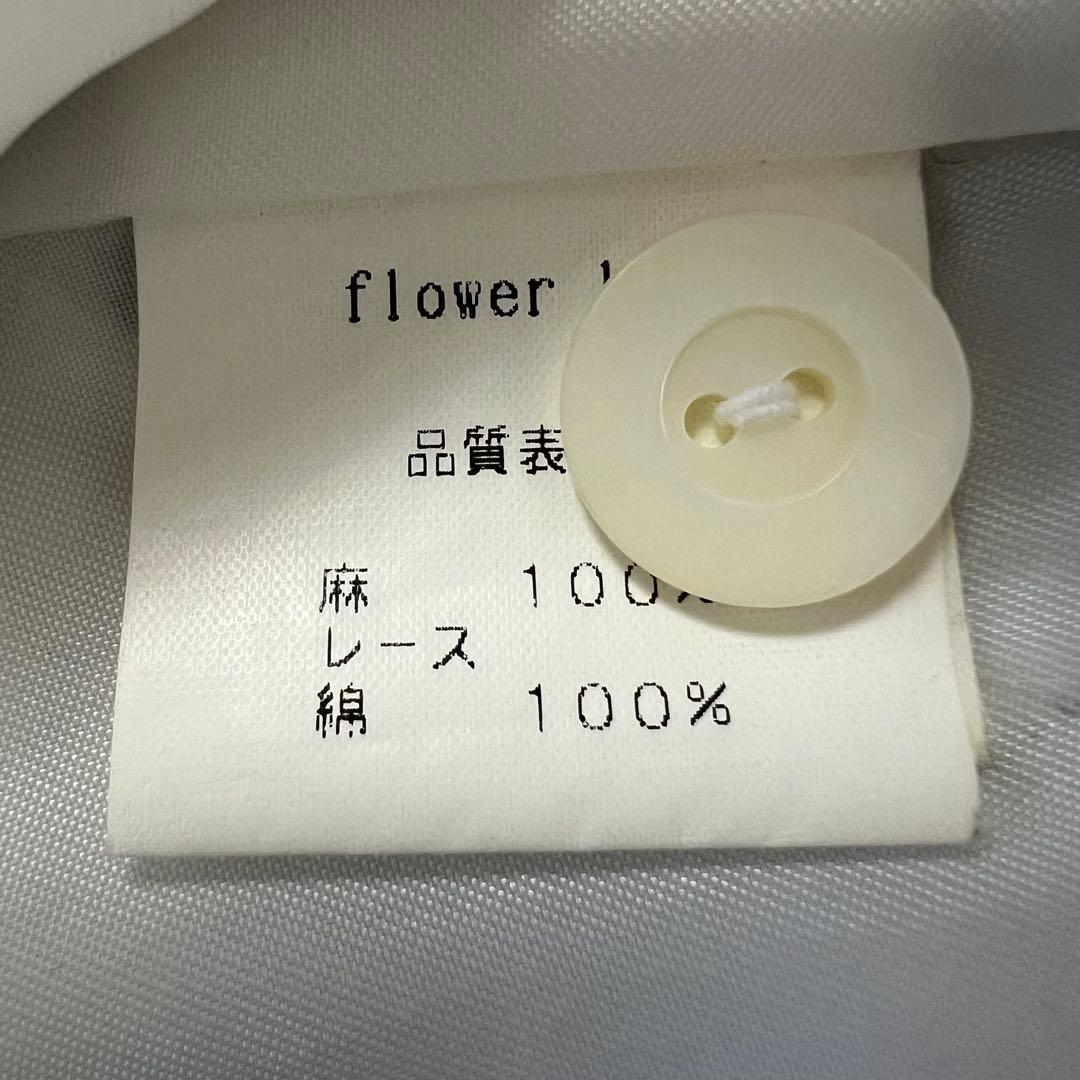 flower
品質表
麻 100%
レース
綿 100%